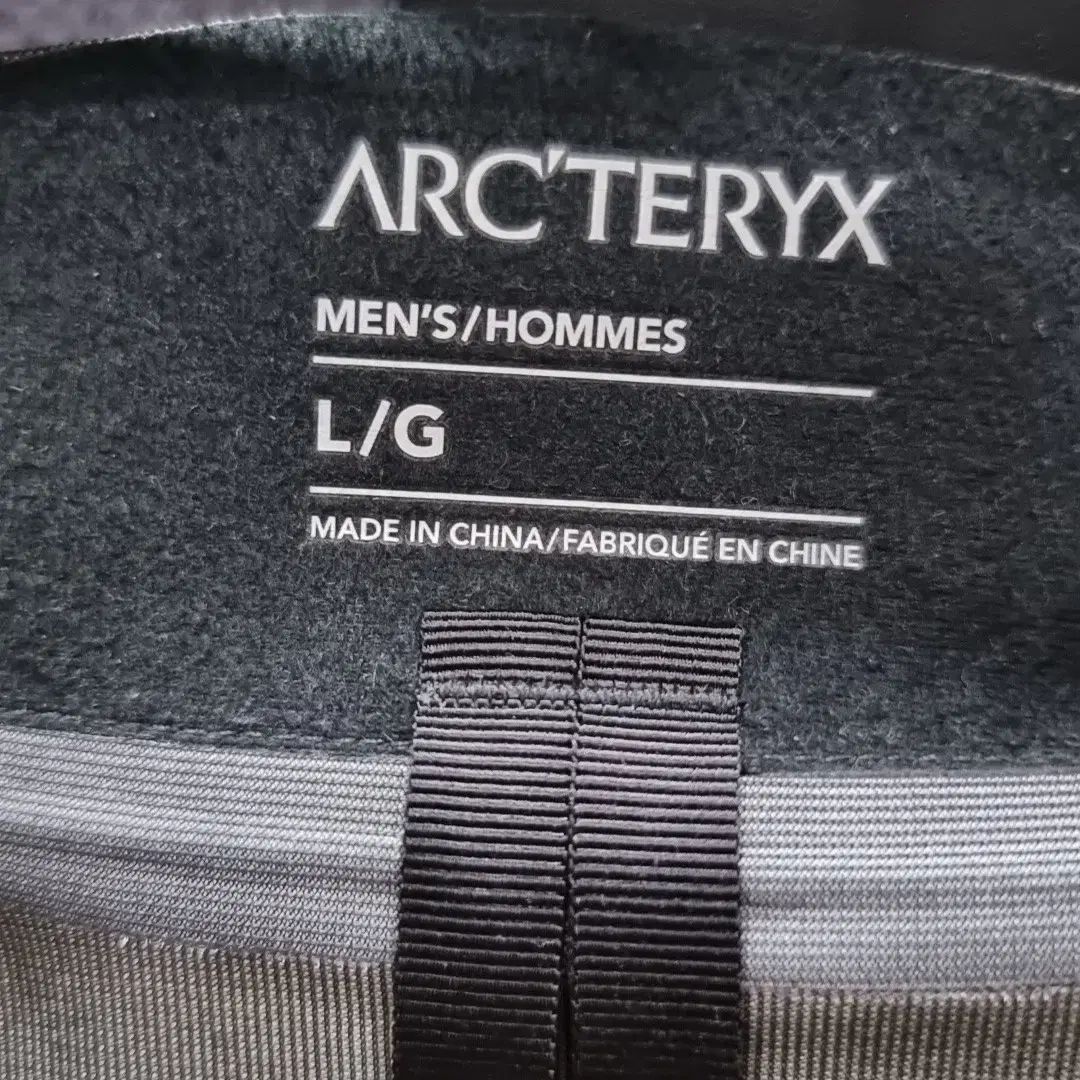 ARC'TERYX
MEN'S/HOMMES
L/G
MADE IN CHINA/FABRIQUÉ EN CHINE